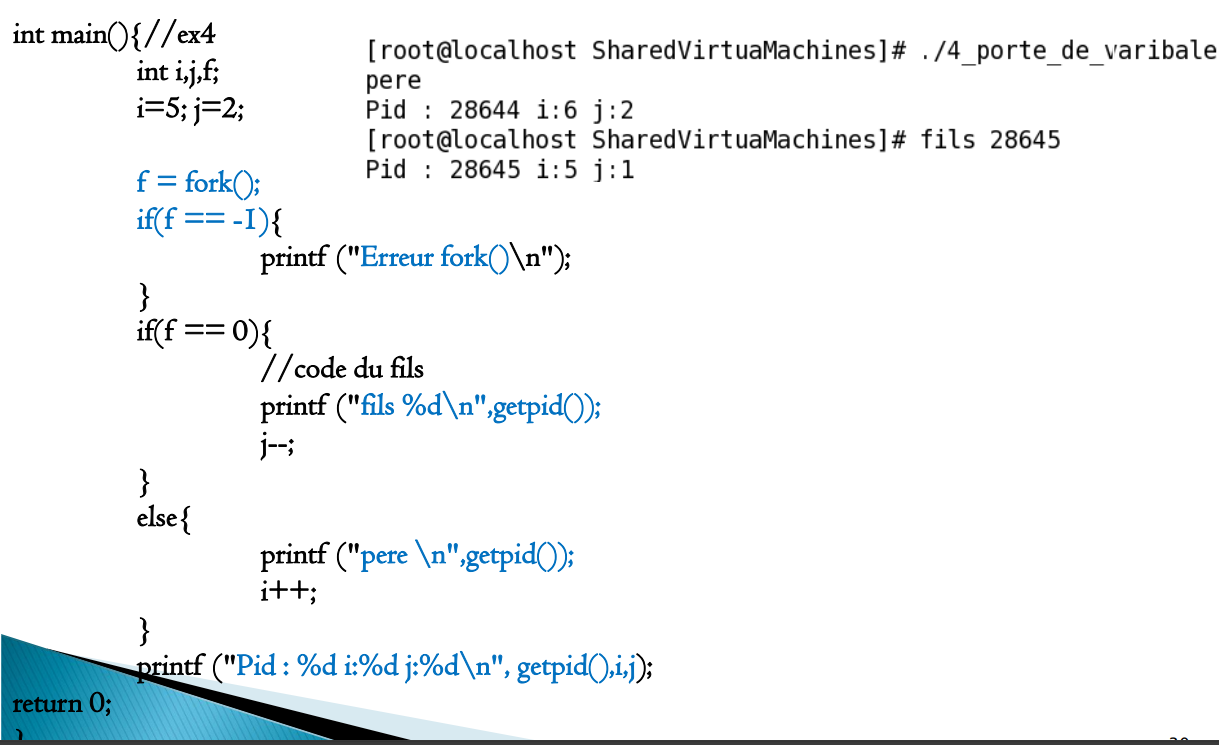 int main(){//ex4
int i,j,f;
i=5; j=2;
f = fork();
if(f == -1){
printf ("Erreur fork()\n");
}
if(f == 0){
//code du fils
printf ("fils %d\n",getpid());
j--;
}
else{
printf ("pere \n",getpid());
i++;
}
printf ("Pid : %d i:%d j:%d\n", getpid(),i,j);
return 0;
}
[root@localhost SharedVirtuaMachines]# ./4_porte_de_varibale
pere
Pid : 28644 i:6 j:2
[root@localhost SharedVirtuaMachines]# fils 28645
Pid : 28645 i:5 j:1